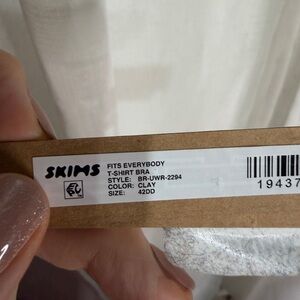 SKIMS
FITS EVERYBODY
T-SHIRT BRA
STYLE: BR-UWR-2294
COLOR: CLAY
SIZE: 42DD
19437